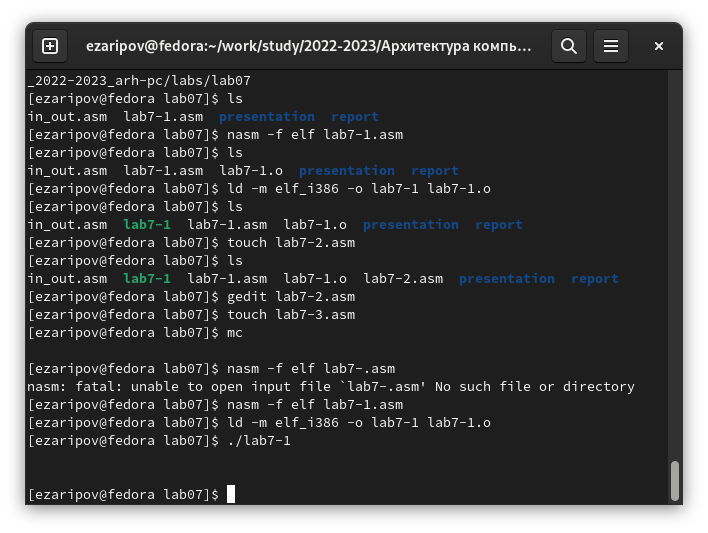 ezaripov@fedora:~/work/study/2022-2023/Архитектура компь…
_2022-2023_arh-pc/labs/lab07
[ezaripov@fedora lab07]$ ls
in_out.asm  lab7-1.asm  presentation  report
[ezaripov@fedora lab07]$ nasm -f elf lab7-1.asm
[ezaripov@fedora lab07]$ ls
in_out.asm  lab7-1.asm  lab7-1.o  presentation  report
[ezaripov@fedora lab07]$ ld -m elf_i386 -o lab7-1 lab7-1.o
[ezaripov@fedora lab07]$ ls
in_out.asm  lab7-1  lab7-1.asm  lab7-1.o  presentation  report
[ezaripov@fedora lab07]$ touch lab7-2.asm
[ezaripov@fedora lab07]$ ls
in_out.asm  lab7-1  lab7-1.asm  lab7-1.o  lab7-2.asm  presentation  report
[ezaripov@fedora lab07]$ gedit lab7-2.asm
[ezaripov@fedora lab07]$ touch lab7-3.asm
[ezaripov@fedora lab07]$ mc
[ezaripov@fedora lab07]$ nasm -f elf lab7-.asm
nasm: fatal: unable to open input file `lab7-.asm' No such file or directory
[ezaripov@fedora lab07]$ nasm -f elf lab7-1.asm
[ezaripov@fedora lab07]$ ld -m elf_i386 -o lab7-1 lab7-1.o
[ezaripov@fedora lab07]$ ./lab7-1
[ezaripov@fedora lab07]$